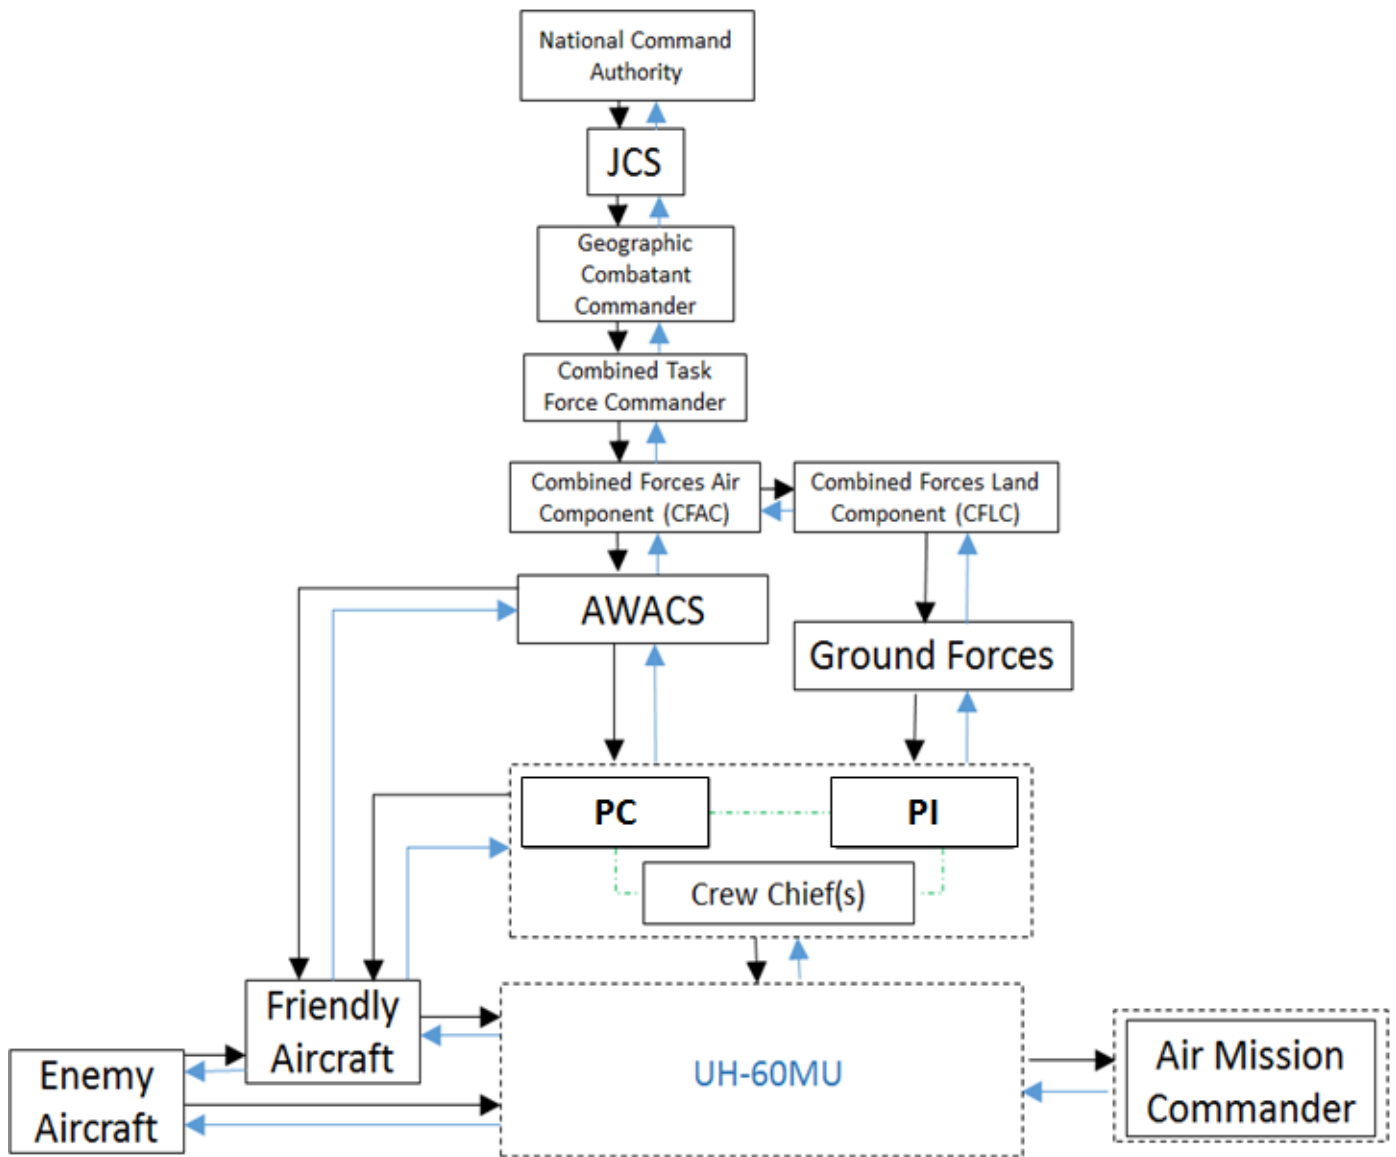 National Command
Authority
JCS
Geographic
Combatant
Commander
Combined Task
Force Commander
Combined Forces Air
Component (CFAC)
Combined Forces Land
Component (CFLC)
AWACS
Ground Forces
PC
PI
Crew Chief(s)
Friendly
Aircraft
Enemy
Aircraft
UH-60MU
Air Mission
Commander